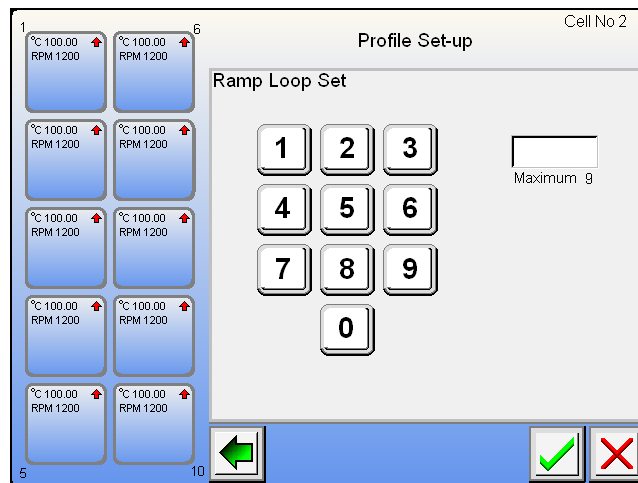 Cell No 2
Profile Set-up
1
6
°C 100.00
RPM 1200
°C 100.00
RPM 1200
°C 100.00
RPM 1200
°C 100.00
RPM 1200
°C 100.00
RPM 1200
°C 100.00
RPM 1200
°C 100.00
RPM 1200
°C 100.00
RPM 1200
°C 100.00
RPM 1200
°C 100.00
RPM 1200
5
10
Ramp Loop Set
1 2 3
4 5 6
7 8 9
0
Maximum 9